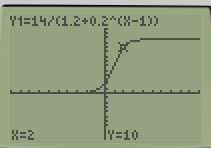 Y1=14/(1.2+0.2^(X-1))
X=2 Y=10